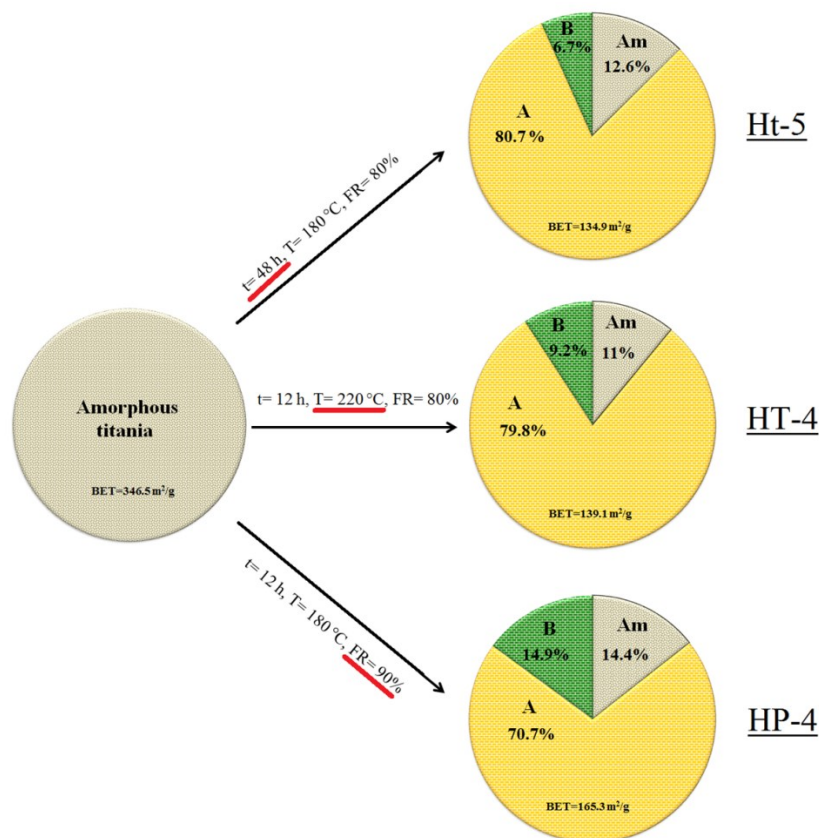 B
6.7%
Am
12.6%
A
80.7%
BET=134.9 m²/g
Ht-5
t= 48 h, T= 180 °C, FR= 80%
Amorphous
titania
BET=346.5 m²/g
t= 12 h, T= 220 °C, FR= 80%
B
9.2%
Am
11%
A
79.8%
BET=139.1 m²/g
HT-4
t= 12 h, T= 180 °C, FR= 90%
B
14.9%
Am
14.4%
A
70.7%
BET=165.3 m²/g
HP-4